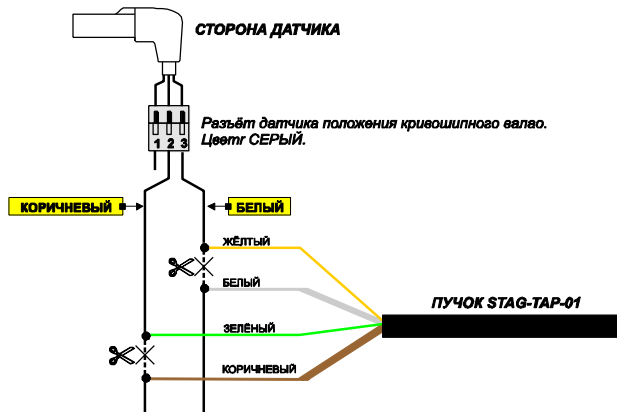 СТОРОНА ДАТЧИКА
Разъём датчика положения кривошипного валао.
Цветг СЕРЫЙ.
1 2 3
КОРИЧНЕВЫЙ
БЕЛЫЙ
ЖЁЛТЫЙ
БЕЛЫЙ
ПУЧОК STAG-TAP-01
ЗЕЛЁНЫЙ
КОРИЧНЕВЫЙ